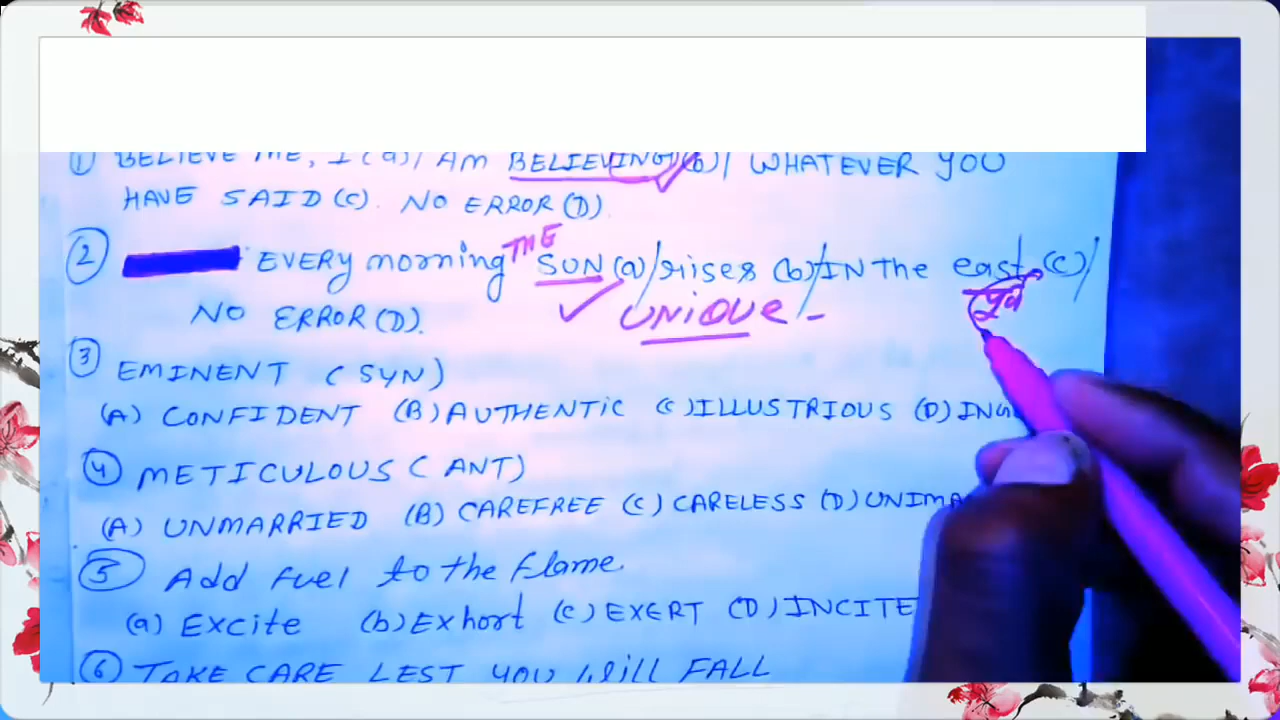 ① BELIEVE ME, I (a)/ AM BELIEVING (b)/ WHATEVER YOU
HAVE SAID (C). NO ERROR (D).
② EVERY morning THE SUN (a)/rises (b)/IN the east (C)/
NO ERROR (D). UNIQUE -
पूर्व
③ EMINENT (SYN)
(A) CONFIDENT (B) AUTHENTIC (C) ILLUSTRIOUS (D)
④ METICULOUS (ANT)
(A) UNMARRIED (B) CAREFREE (C) CARELESS (D)
⑤ Add Fuel to the flame.
(a) Excite (b) Exhort (C) EXERT (D) INCITE
⑥ TAKE CARE LEST YOU Will FALL